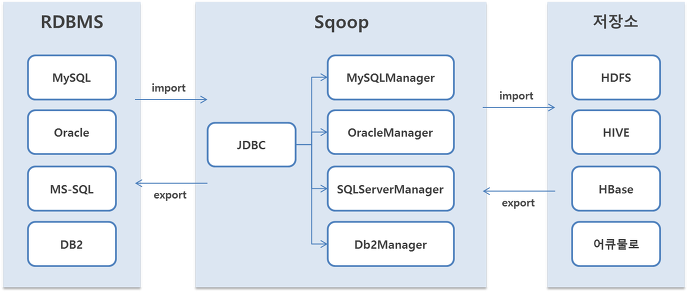 RDBMS
MySQL
Oracle
MS-SQL
DB2
import
export
Sqoop
JDBC
MySQLManager
OracleManager
SQLServerManager
Db2Manager
import
export
저장소
HDFS
HIVE
HBase
어큐물로